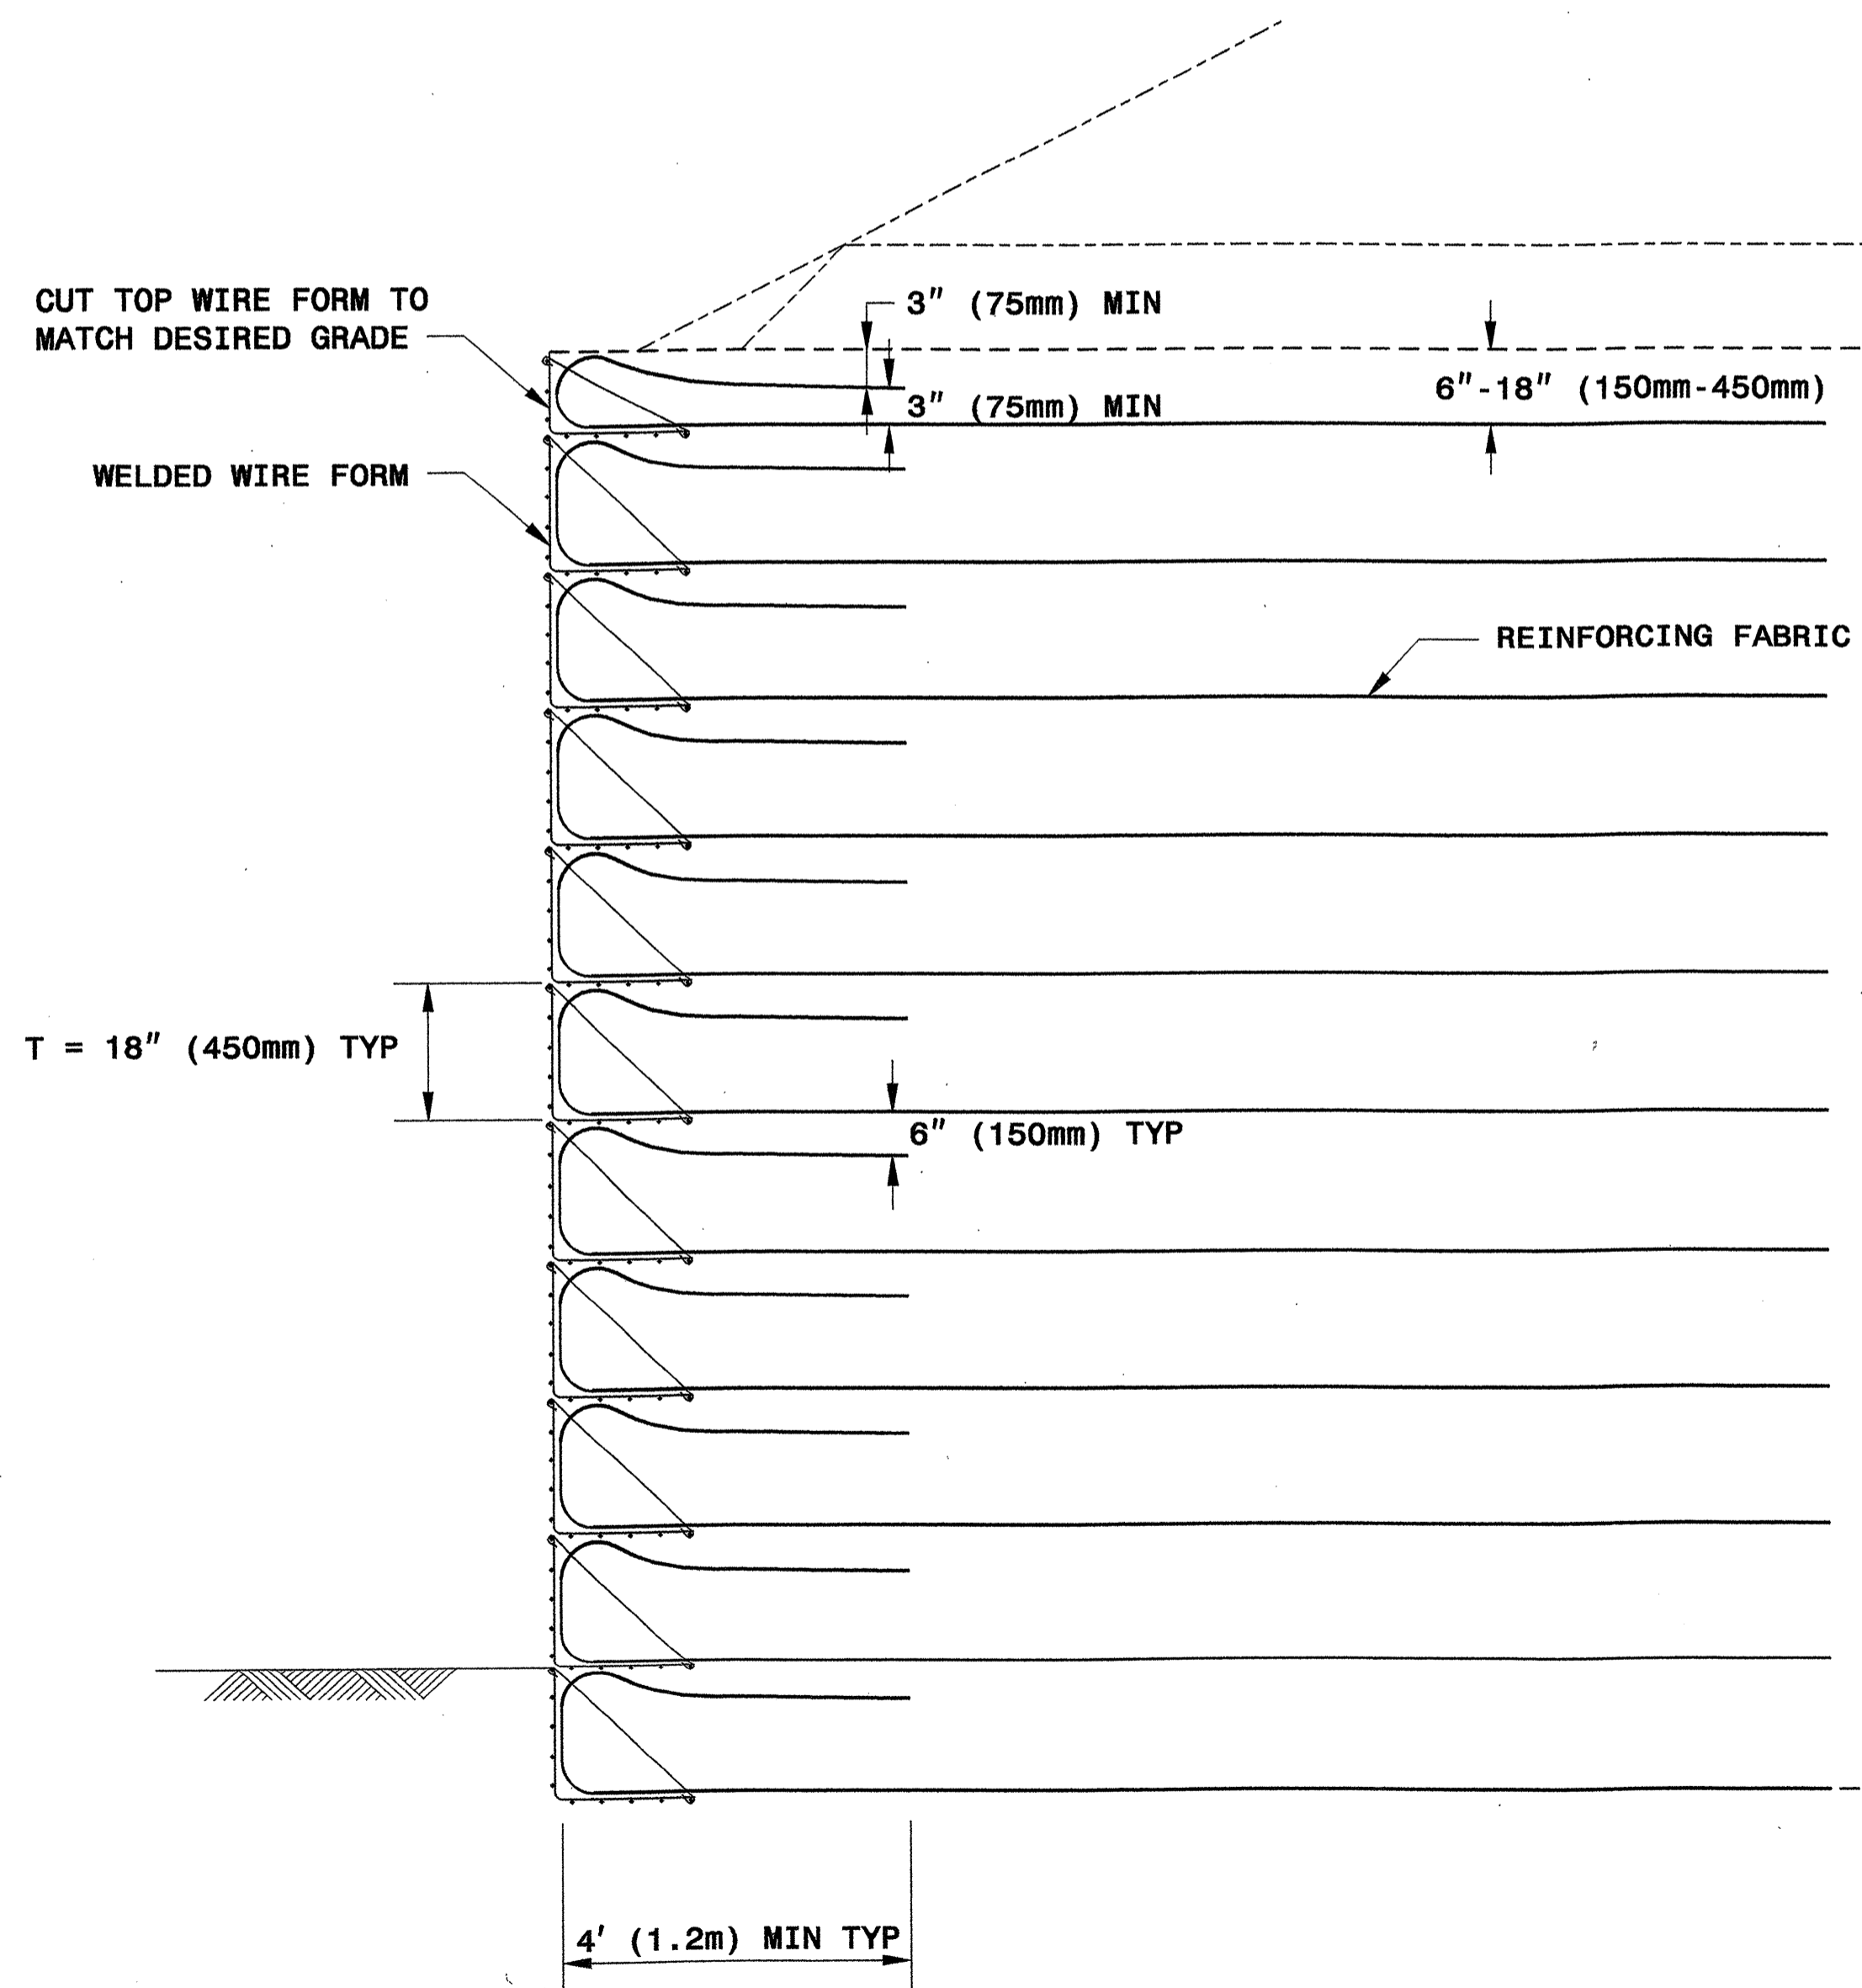 CUT TOP WIRE FORM TO
MATCH DESIRED GRADE
3" (75mm) MIN
6"-18" (150mm-450mm)
3" (75mm) MIN
WELDED WIRE FORM
REINFORCING FABRIC
T = 18" (450mm) TYP
6" (150mm) TYP
4' (1.2m) MIN TYP